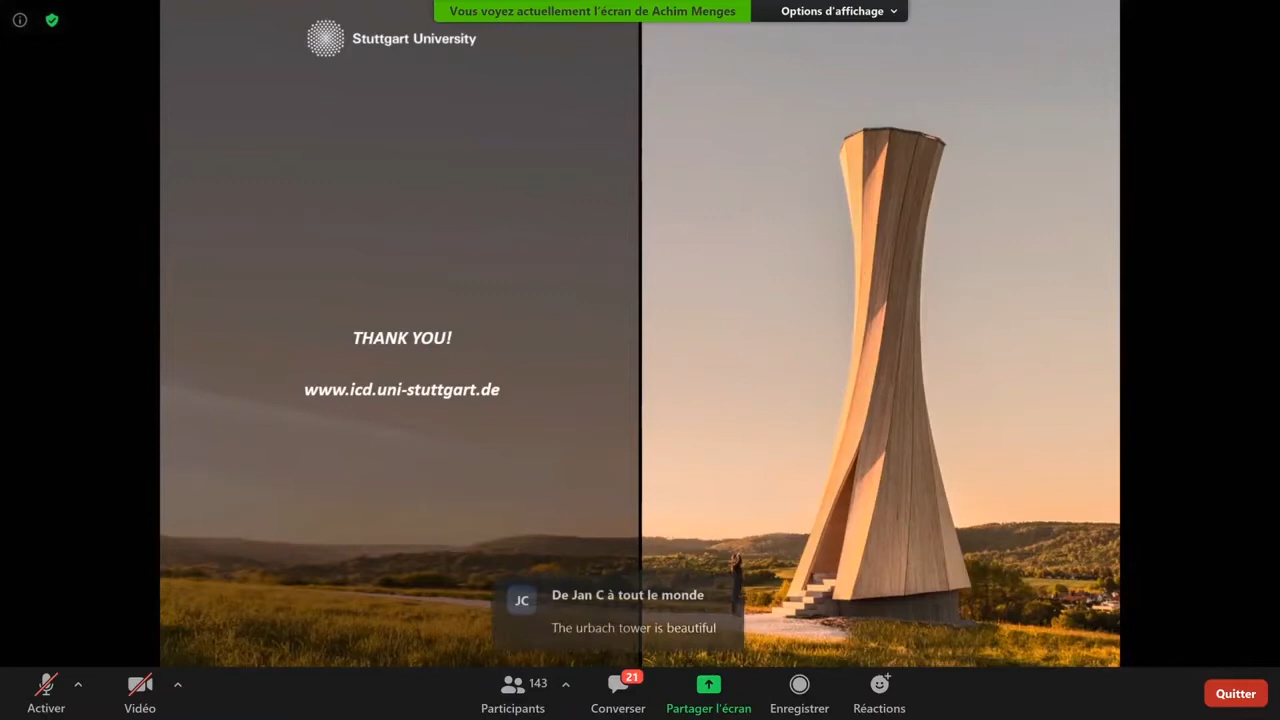 Vous voyez actuellement l'écran de Achim Menges
Options d'affichage
Stuttgart University
THANK YOU!
www.icd.uni-stuttgart.de
JC
De Jan C à tout le monde
The urbach tower is beautiful
Activer
Vidéo
143
Participants
21
Converser
Partager l'écran
Enregistrer
Réactions
Quitter